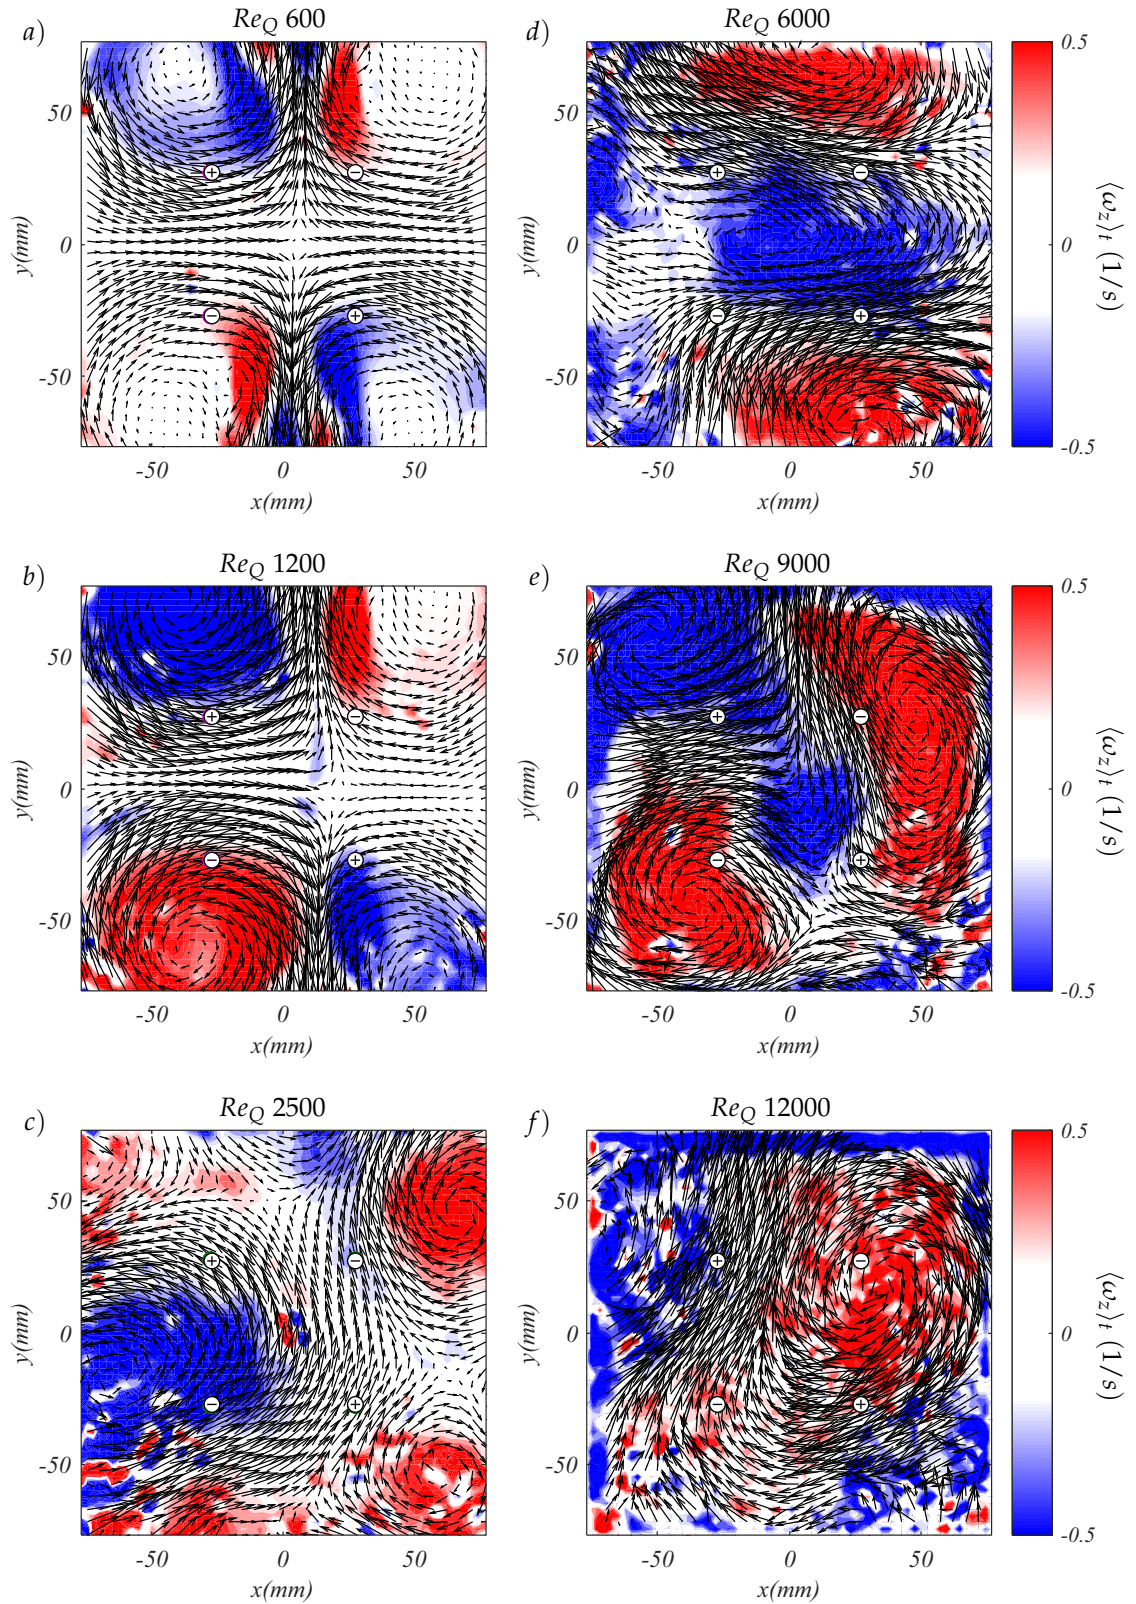 a) Re_Q 600
50
0
-50
y(mm)
+ −
− +
-50 0 50
x(mm)
d) Re_Q 6000
50
0
-50
y(mm)
+ −
− +
-50 0 50
x(mm)
0.5
0
-0.5
⟨ω_z⟩_t (1/s)
b) Re_Q 1200
50
0
-50
y(mm)
+ −
− +
-50 0 50
x(mm)
e) Re_Q 9000
50
0
-50
y(mm)
+ −
− +
-50 0 50
x(mm)
0.5
0
-0.5
⟨ω_z⟩_t (1/s)
c) Re_Q 2500
50
0
-50
y(mm)
+ −
− +
-50 0 50
x(mm)
f) Re_Q 12000
50
0
-50
y(mm)
+ −
− +
-50 0 50
x(mm)
0.5
0
-0.5
⟨ω_z⟩_t (1/s)